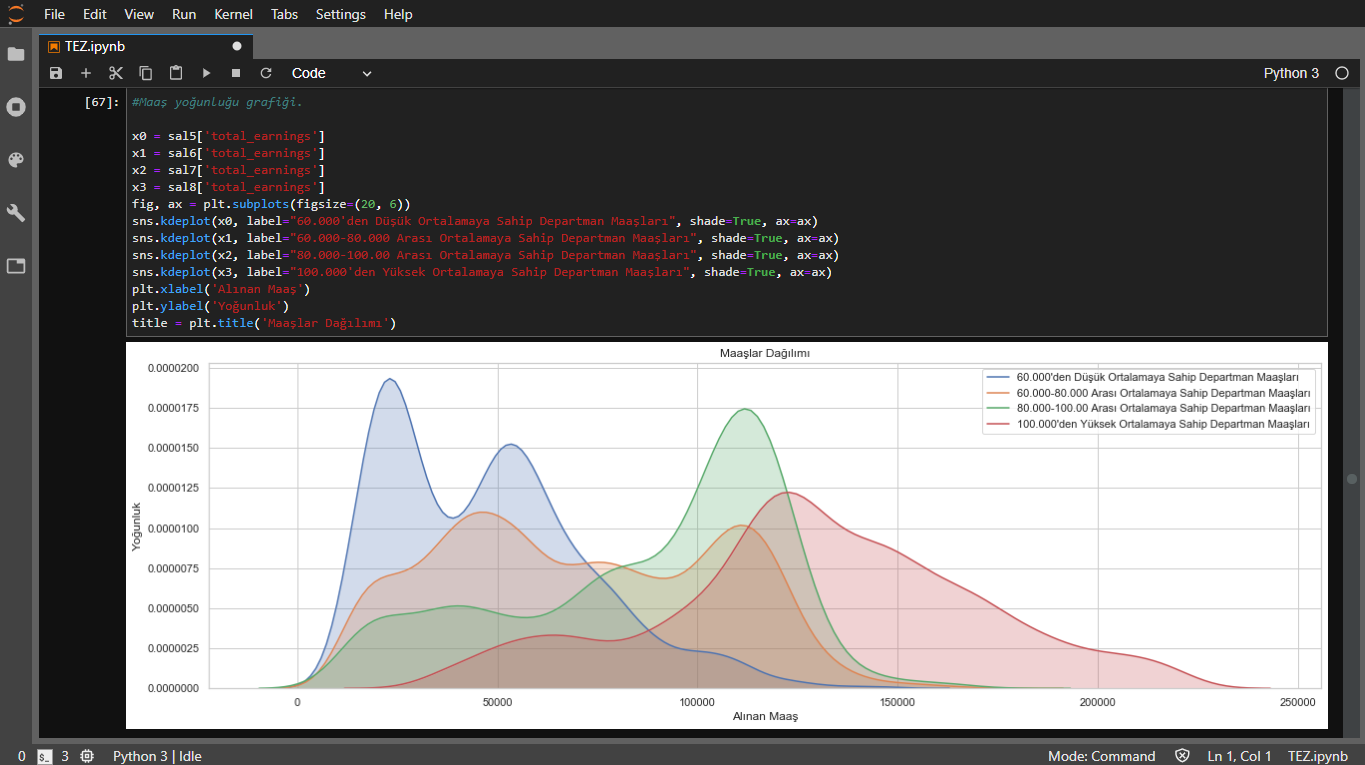 File Edit View Run Kernel Tabs Settings Help
TEZ.ipynb
Code
Python 3
[67]: #Maaş yoğunluğu grafiği.
x0 = sal5['total_earnings']
x1 = sal6['total_earnings']
x2 = sal7['total_earnings']
x3 = sal8['total_earnings']
fig, ax = plt.subplots(figsize=(20, 6))
sns.kdeplot(x0, label="60.000'den Düşük Ortalamaya Sahip Departman Maaşları", shade=True, ax=ax)
sns.kdeplot(x1, label="60.000-80.000 Arası Ortalamaya Sahip Departman Maaşları", shade=True, ax=ax)
sns.kdeplot(x2, label="80.000-100.00 Arası Ortalamaya Sahip Departman Maaşları", shade=True, ax=ax)
sns.kdeplot(x3, label="100.000'den Yüksek Ortalamaya Sahip Departman Maaşları", shade=True, ax=ax)
plt.xlabel('Alınan Maaş')
plt.ylabel('Yoğunluk')
title = plt.title('Maaşlar Dağılımı')
Maaşlar Dağılımı
60.000'den Düşük Ortalamaya Sahip Departman Maaşları
60.000-80.000 Arası Ortalamaya Sahip Departman Maaşları
80.000-100.00 Arası Ortalamaya Sahip Departman Maaşları
100.000'den Yüksek Ortalamaya Sahip Departman Maaşları
Yoğunluk
0.0000200
0.0000175
0.0000150
0.0000125
0.0000100
0.0000075
0.0000050
0.0000025
0.0000000
0 50000 100000 150000 200000 250000
Alınan Maaş
0 $_ 3 Python 3 | Idle
Mode: Command Ln 1, Col 1 TEZ.ipynb